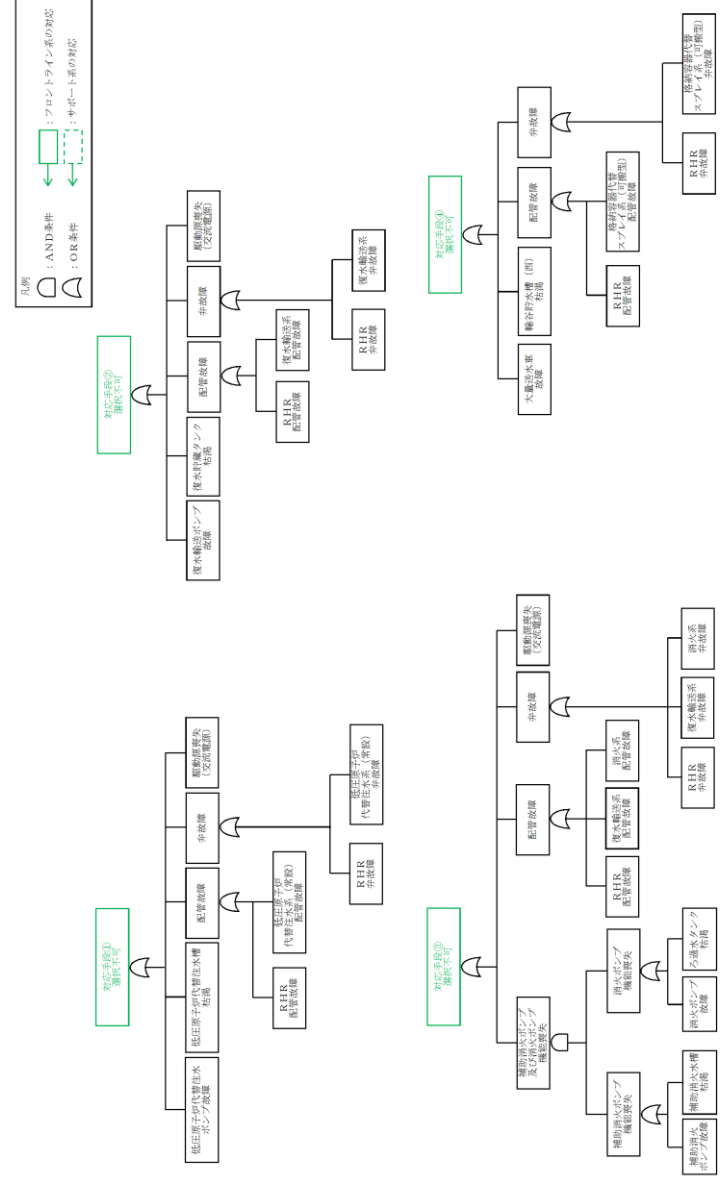 凡例
：AND条件
：OR条件
：フロントライン系の対応
：サポート系の対応
対応手段①
選択不可
低圧原子炉代替注水
ポンプ故障
低圧原子炉代替注水槽
枯渇
配管故障
弁故障
駆動源喪失
(交流電源)
RHR
配管故障
低圧原子炉
代替注水系（常設）
配管故障
RHR
弁故障
低圧原子炉
代替注水系（常設）
弁故障
対応手段②
選択不可
復水輸送ポンプ
故障
復水貯蔵タンク
枯渇
配管故障
弁故障
駆動源喪失
(交流電源)
RHR
配管故障
復水輸送系
配管故障
RHR
弁故障
復水輸送系
弁故障
対応手段③
選択不可
補助消火ポンプ
及び消火ポンプ
機能喪失
配管故障
弁故障
駆動源喪失
(交流電源)
補助消火ポンプ
機能喪失
消火ポンプ
機能喪失
補助消火
ポンプ故障
補助消火水槽
枯渇
消火ポンプ
故障
ろ過水タンク
枯渇
RHR
配管故障
復水輸送系
配管故障
消火系
配管故障
RHR
弁故障
復水輸送系
弁故障
消火系
弁故障
対応手段④
選択不可
大量送水車
故障
輪谷貯水槽（西）
枯渇
配管故障
弁故障
RHR
配管故障
格納容器代替
スプレイ系（可搬型）
配管故障
RHR
弁故障
格納容器代替
スプレイ系（可搬型）
弁故障